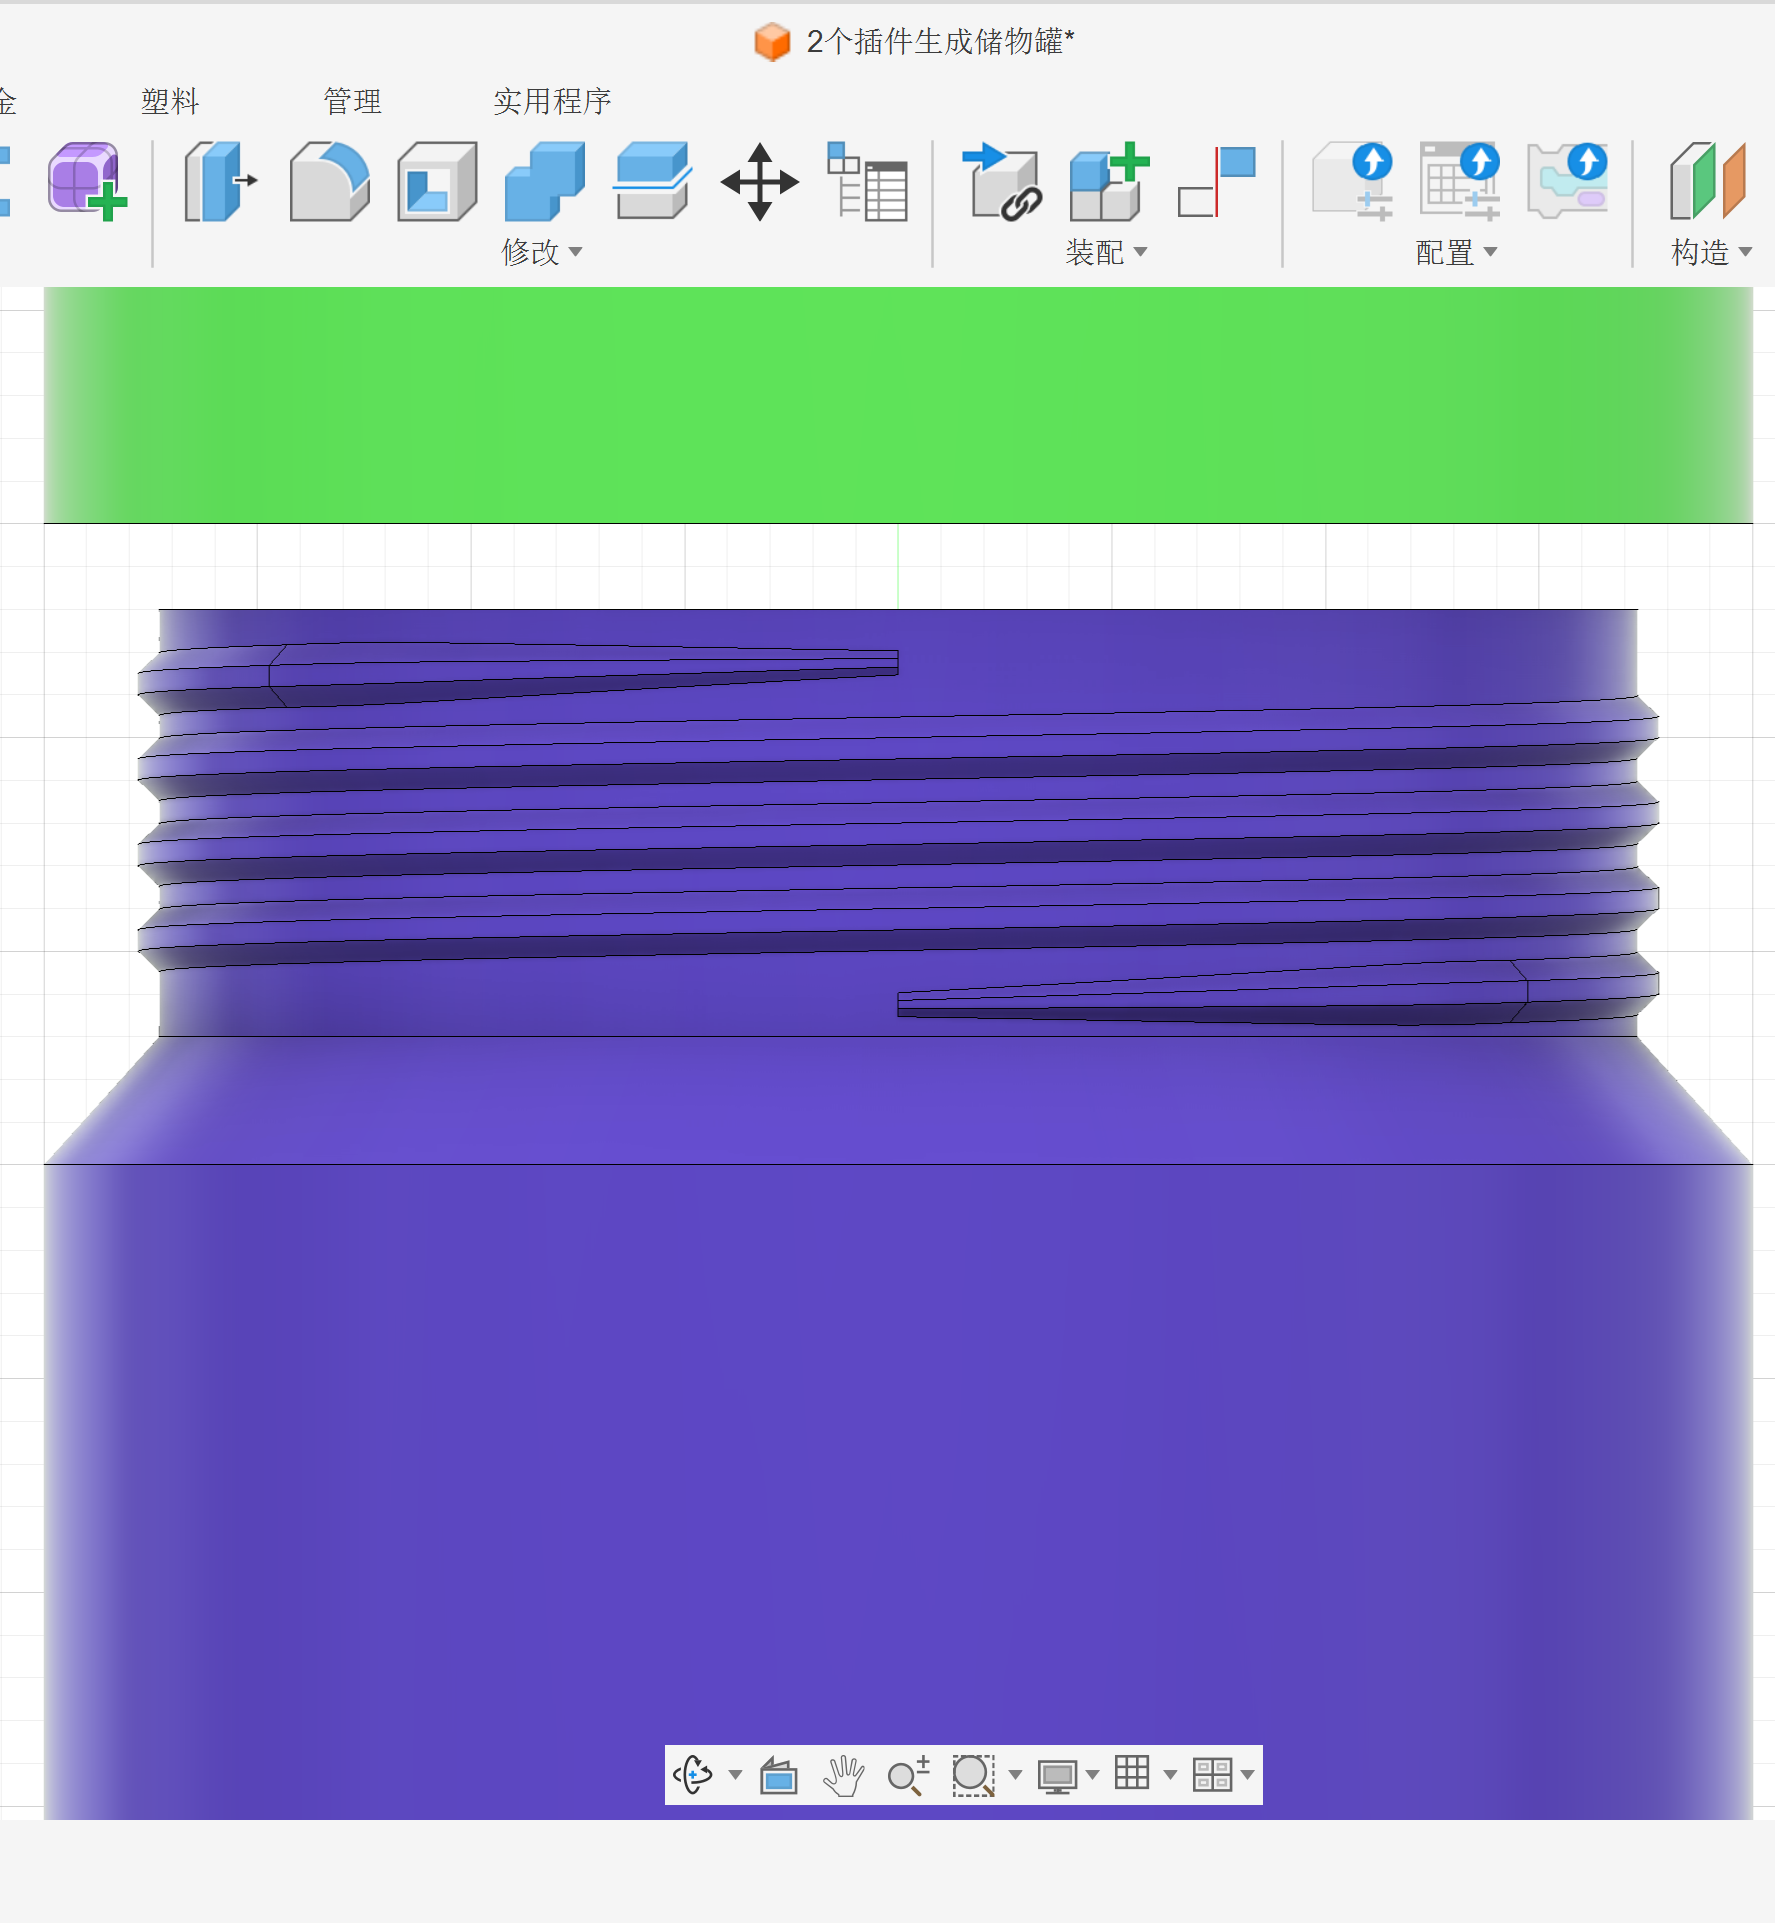 2个插件生成储物罐*
金 塑料 管理 实用程序
修改 装配 配置 构造